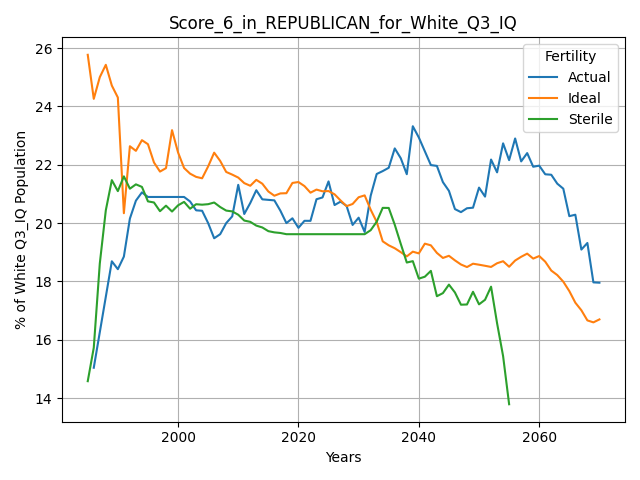 Score_6_in_REPUBLICAN_for_White_Q3_IQ
% of White Q3_IQ Population
26
24
22
20
18
16
14
Fertility
Actual
Ideal
Sterile
2000
2020
2040
2060
Years